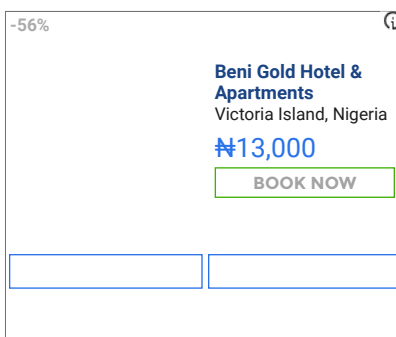 -56%
Beni Gold Hotel &
Apartments
Victoria Island, Nigeria
₦13,000
BOOK NOW